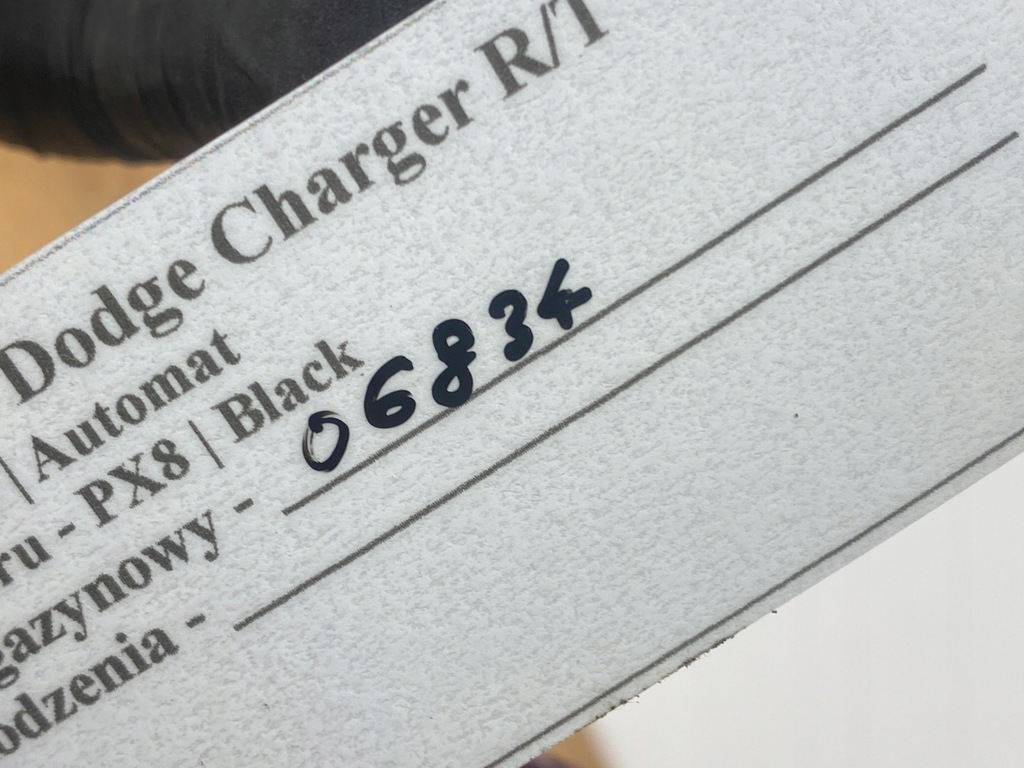 Dodge Charger R/T
| Automat
ru - PX8 | Black
gazynowy - 06834
odzenia -